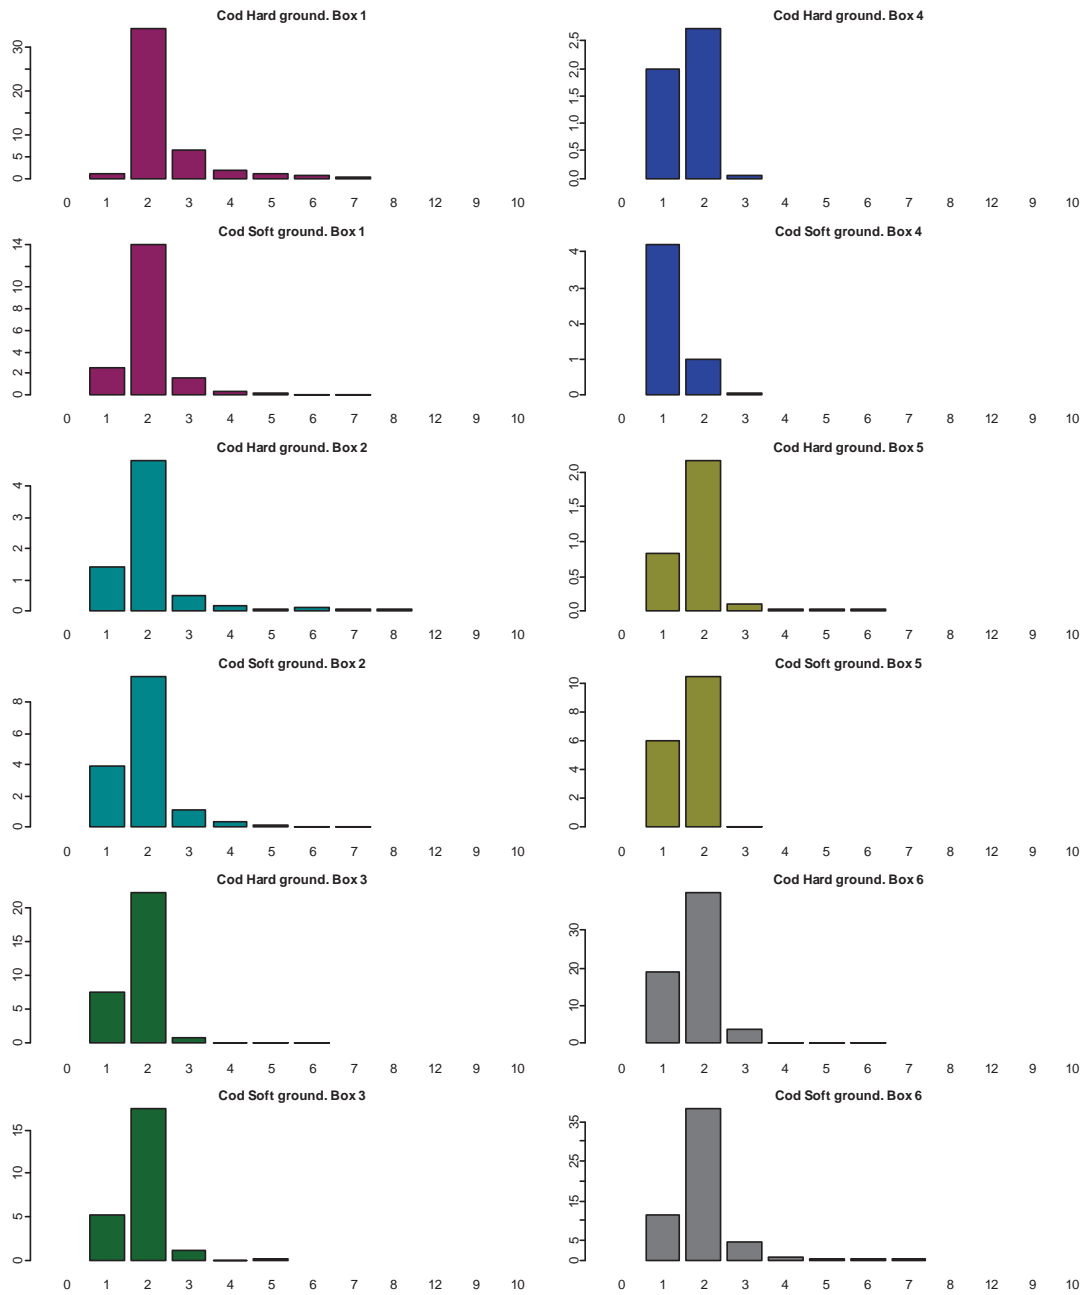 Cod Hard ground. Box 1
30
20
10
5
0
0 1 2 3 4 5 6 7 8 12 9 10
Cod Hard ground. Box 4
2.5
2.0
1.5
1.0
0.5
0.0
0 1 2 3 4 5 6 7 8 12 9 10
Cod Soft ground. Box 1
14
10
8
6
4
2
0
0 1 2 3 4 5 6 7 8 12 9 10
Cod Soft ground. Box 4
4
3
2
1
0
0 1 2 3 4 5 6 7 8 12 9 10
Cod Hard ground. Box 2
4
3
2
1
0
0 1 2 3 4 5 6 7 8 12 9 10
Cod Hard ground. Box 5
2.0
1.5
1.0
0.5
0.0
0 1 2 3 4 5 6 7 8 12 9 10
Cod Soft ground. Box 2
8
6
4
2
0
0 1 2 3 4 5 6 7 8 12 9 10
Cod Soft ground. Box 5
10
8
6
4
2
0
0 1 2 3 4 5 6 7 8 12 9 10
Cod Hard ground. Box 3
20
15
10
5
0
0 1 2 3 4 5 6 7 8 12 9 10
Cod Hard ground. Box 6
30
20
10
0
0 1 2 3 4 5 6 7 8 12 9 10
Cod Soft ground. Box 3
15
10
5
0
0 1 2 3 4 5 6 7 8 12 9 10
Cod Soft ground. Box 6
35
25
15
5
0
0 1 2 3 4 5 6 7 8 12 9 10